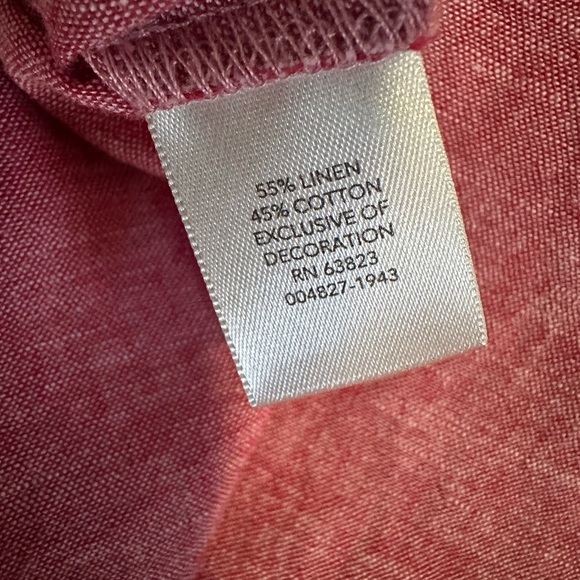 55% LINEN
45% COTTON
EXCLUSIVE OF
DECORATION
RN 63823
004827-1943